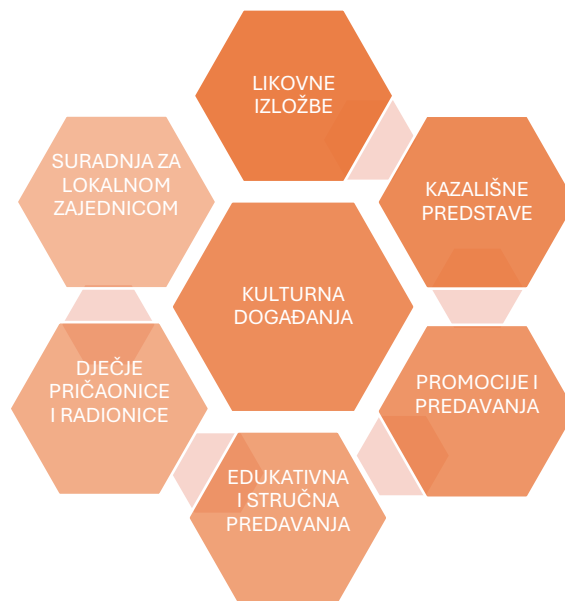 LIKOVNE
IZLOŽBE
KAZALIŠNE
PREDSTAVE
PROMOCIJE I
PREDAVANJA
EDUKATIVNA
I STRUČNA
PREDAVANJA
DJEČJE
PRIČAONICE
I RADIONICE
SURADNJA ZA
LOKALNOM
ZAJEDNICOM
KULTURNA
DOGAĐANJA